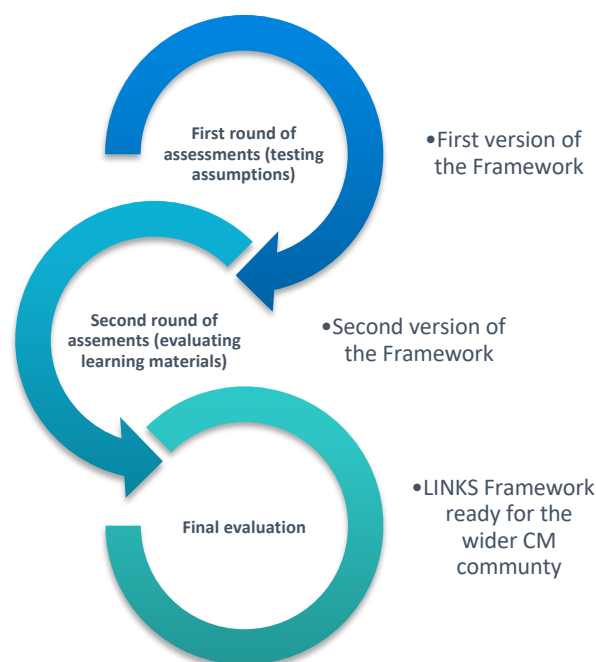 First round of
assessments (testing
assumptions)
•First version of
the Framework
Second round of
assements (evaluating
learning materials)
•Second version of
the Framework
Final evaluation
•LINKS Framework
ready for the
wider CM
communty